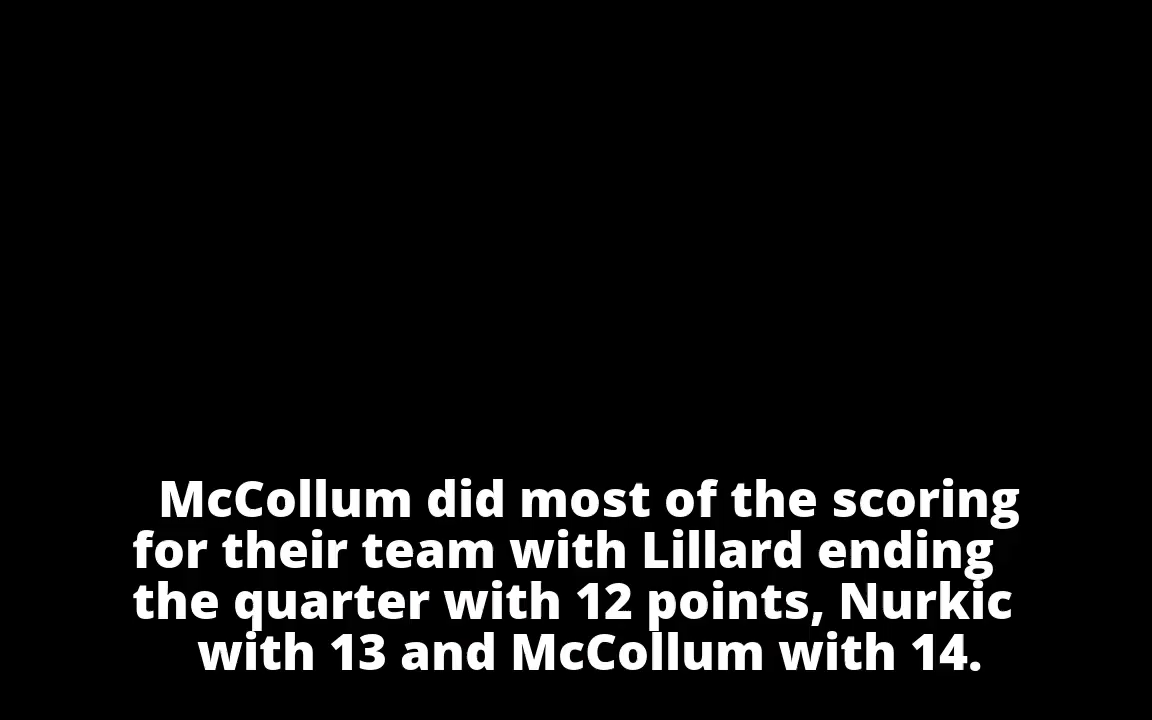 McCollum did most of the scoring
for their team with Lillard ending
the quarter with 12 points, Nurkic
with 13 and McCollum with 14.